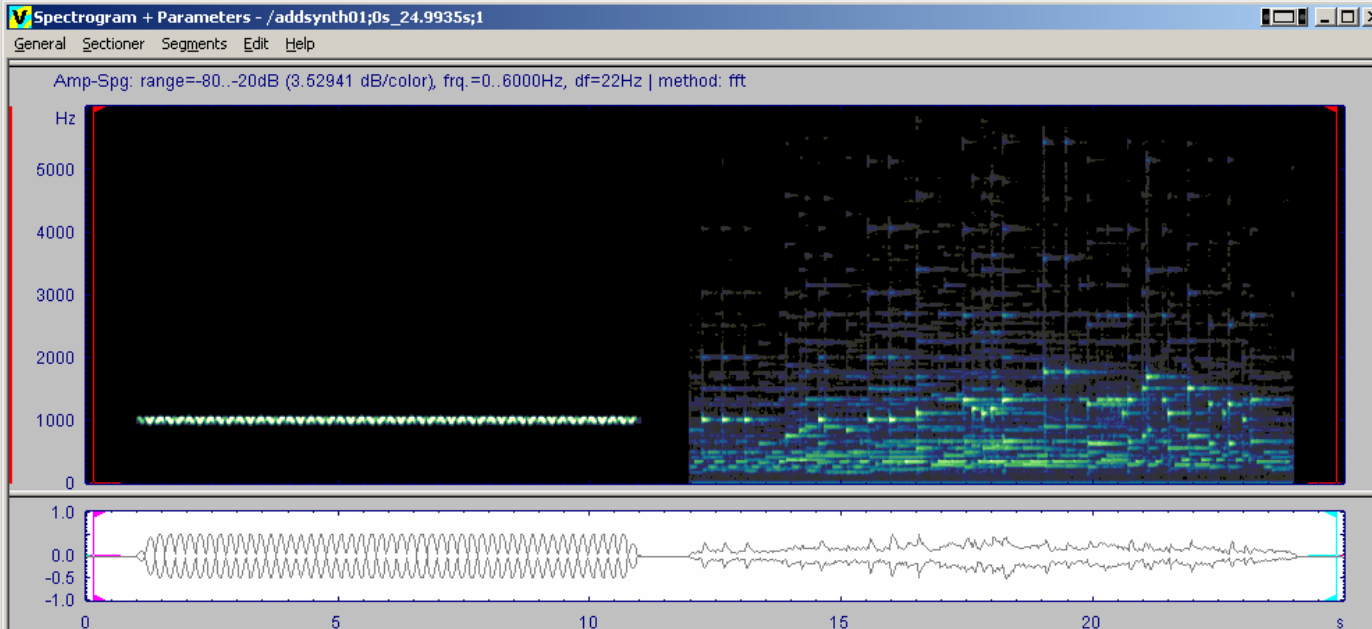 Spectrogram + Parameters - /addsynth01;0s_24.9935s;1
General Sectioner Segments Edit Help
Amp-Spg: range=-80..-20dB (3.52941 dB/color), frq.=0..6000Hz, df=22Hz | method: fft
Hz
5000
4000
3000
2000
1000
0
1.0
0.0
-0.5
-1.0
0 5 10 15 20 s